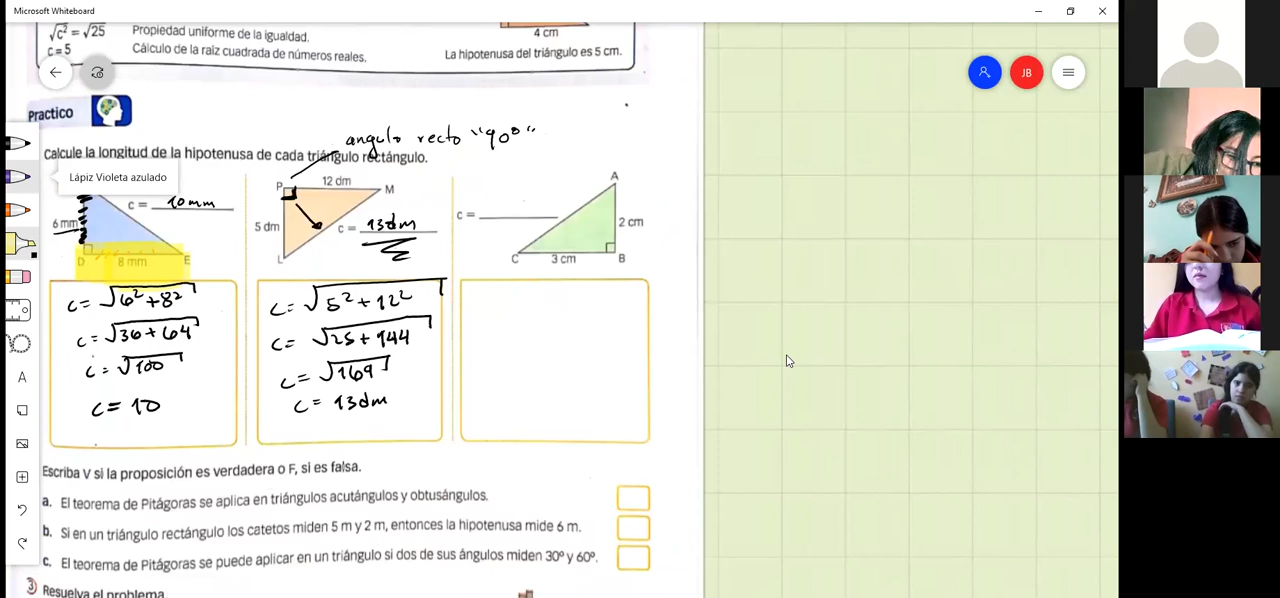 Microsoft Whiteboard
√c² = √25 Propiedad uniforme de la igualdad.
c = 5 Cálculo de la raíz cuadrada de números reales.
4 cm
La hipotenusa del triángulo es 5 cm.
JB
Practico
angulo recto "90°"
Calcule la longitud de la hipotenusa de cada triángulo rectángulo.
Lápiz Violeta azulado
c = 10 mm
6 mm
D 8 mm E
P 12 dm M
5 dm
c = 13 dm
L
A
c =
2 cm
C 3 cm B
c = √6² + 8²
c = √36 + 64
c = √100
c = 10
c = √5² + 12²
c = √25 + 144
c = √169
c = 13 dm
Escriba V si la proposición es verdadera o F, si es falsa.
a. El teorema de Pitágoras se aplica en triángulos acutángulos y obtusángulos.
b. Si en un triángulo rectángulo los catetos miden 5 m y 2 m, entonces la hipotenusa mide 6 m.
c. El teorema de Pitágoras se puede aplicar en un triángulo si dos de sus ángulos miden 30º y 60º.
3 Resuelva el problema.